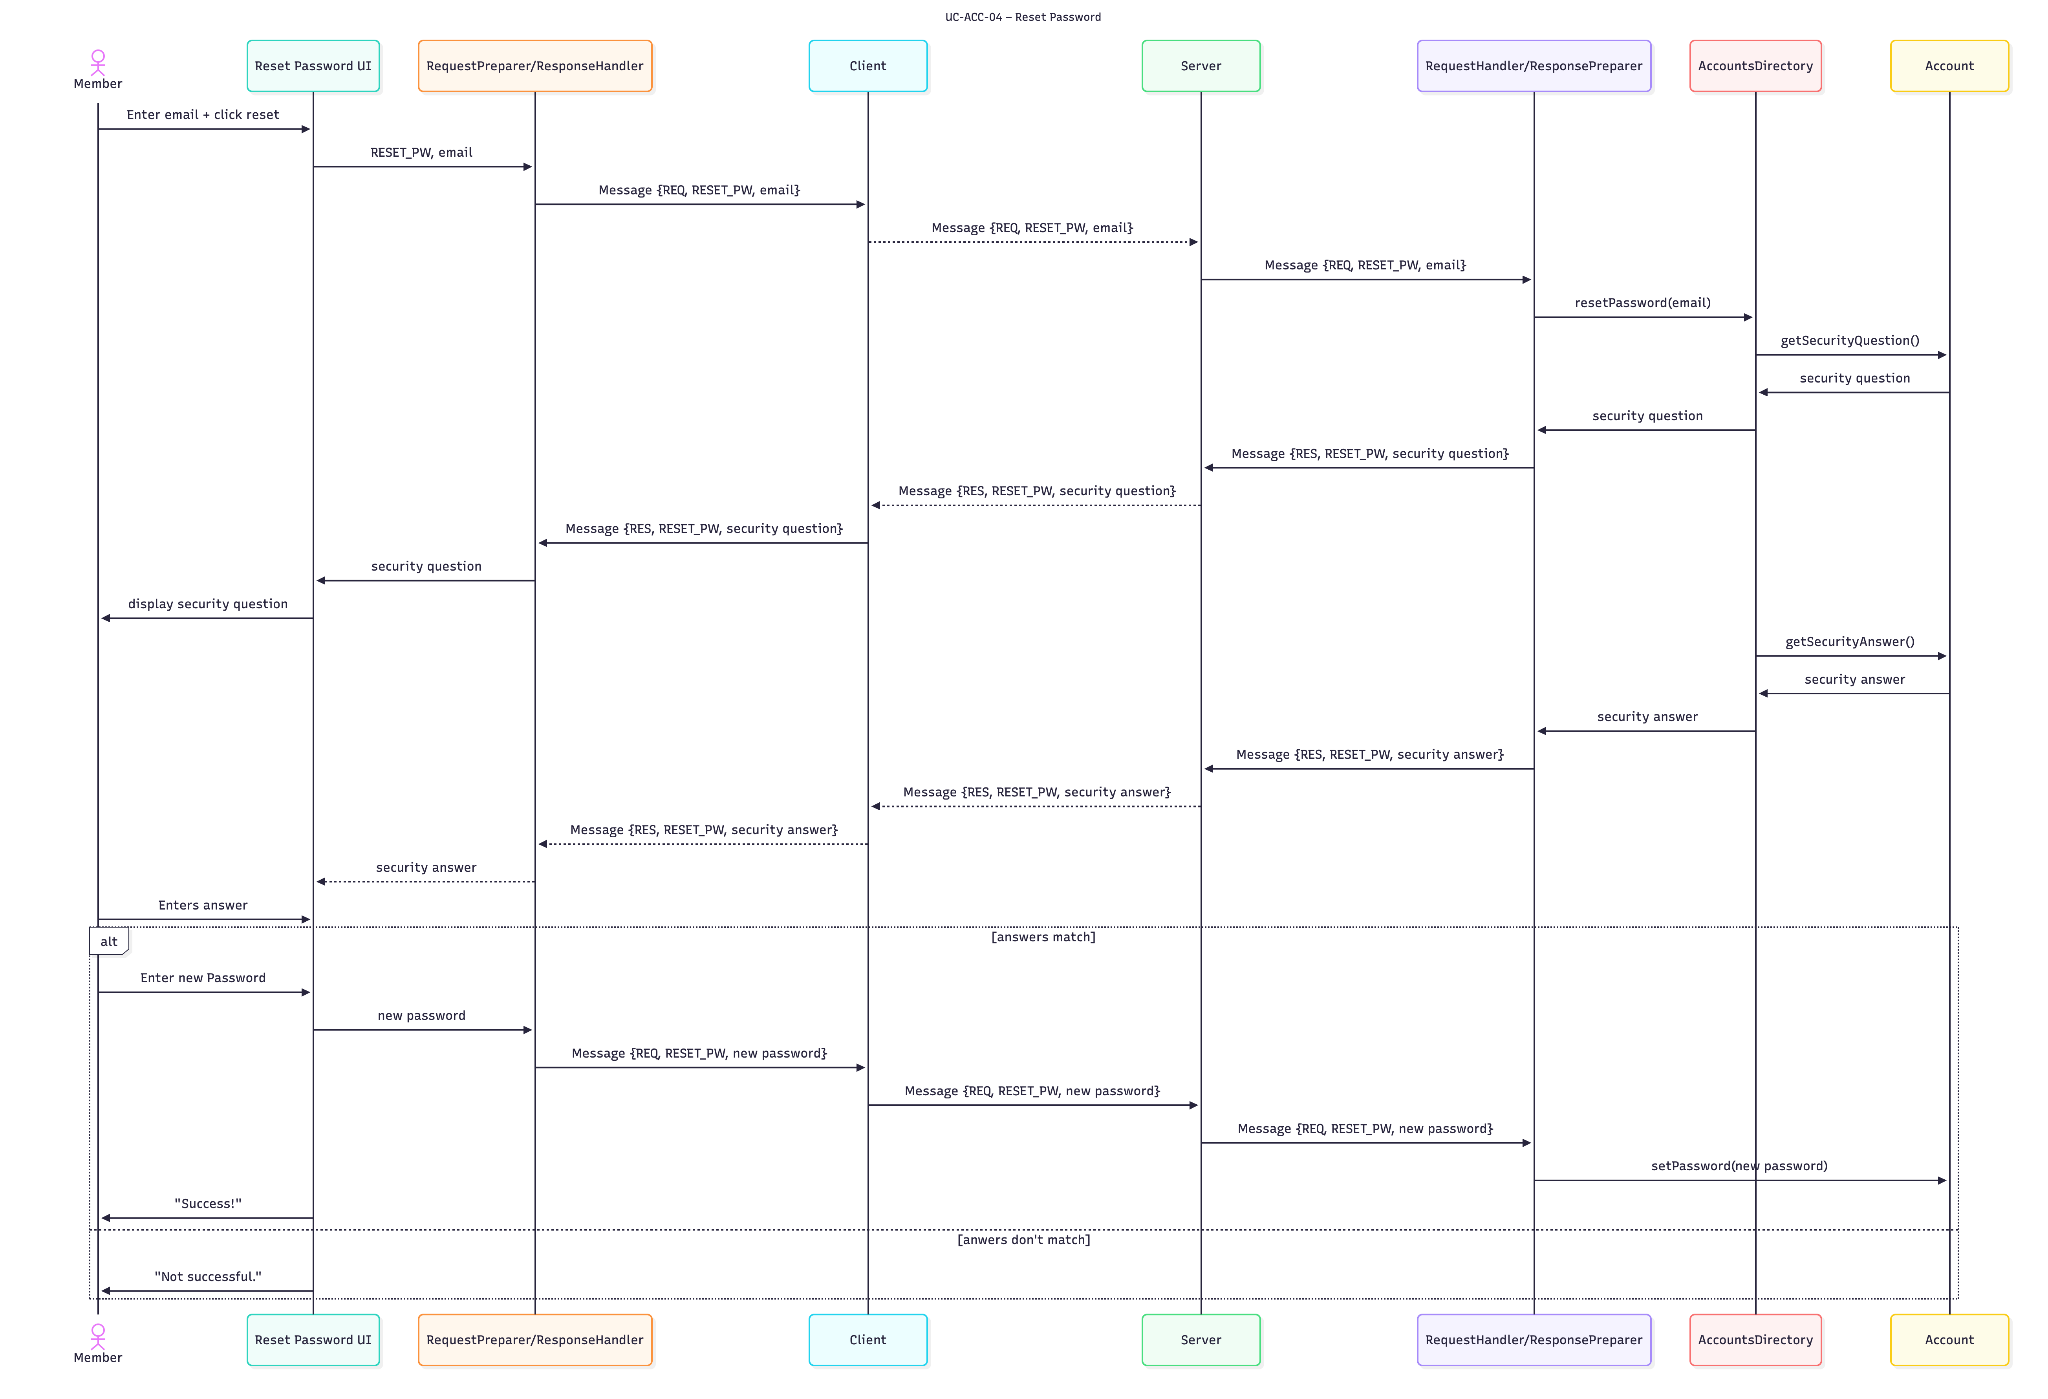 UC-ACC-04 – Reset Password
Member
Reset Password UI
RequestPreparer/ResponseHandler
Client
Server
RequestHandler/ResponsePreparer
AccountsDirectory
Account
Enter email + click reset
RESET_PW, email
Message {REQ, RESET_PW, email}
Message {REQ, RESET_PW, email}
Message {REQ, RESET_PW, email}
resetPassword(email)
getSecurityQuestion()
security question
security question
Message {RES, RESET_PW, security question}
Message {RES, RESET_PW, security question}
Message {RES, RESET_PW, security question}
security question
display security question
getSecurityAnswer()
security answer
security answer
Message {RES, RESET_PW, security answer}
Message {RES, RESET_PW, security answer}
Message {RES, RESET_PW, security answer}
security answer
Enters answer
alt
[answers match]
Enter new Password
new password
Message {REQ, RESET_PW, new password}
Message {REQ, RESET_PW, new password}
Message {REQ, RESET_PW, new password}
setPassword(new password)
"Success!"
[anwers don't match]
"Not successful."
Member
Reset Password UI
RequestPreparer/ResponseHandler
Client
Server
RequestHandler/ResponsePreparer
AccountsDirectory
Account